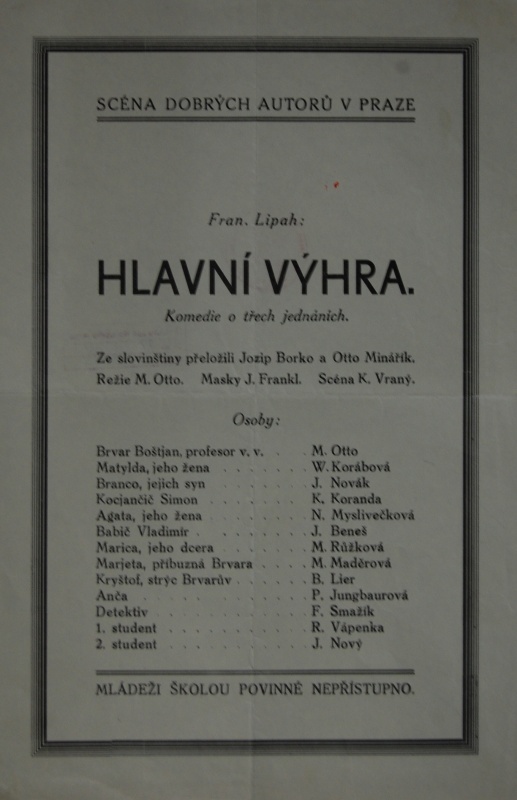 SCÉNA DOBRÝCH AUTORŮ V PRAZE
Fran. Lipah:
HLAVNÍ VÝHRA.
Komedie o třech jednáních.
Ze slovinštiny přeložili Jozip Borko a Otto Minářík.
Režie M. Otto. Masky J. Frankl. Scéna K. Vraný.
Osoby:
Brvar Boštjan, profesor v. v. . M. Otto
Matylda, jeho žena . . . . . . . W. Korábová
Branco, jejich syn . . . . . . . J. Novák
Kocjančič Simon . . . . . . . K. Koranda
Agata, jeho žena . . . . . . . N. Myslivečková
Babič Vladimír . . . . . . . . J. Beneš
Marica, jeho dcera . . . . . . M. Růžková
Marjeta, příbuzná Brvara . . . . M. Maděrová
Kryštof, strýc Brvarův . . . . . B. Lier
Anča . . . . . . . . . . . P. Jungbaurová
Detektiv . . . . . . . . . . F. Smažík
1. student . . . . . . . . . R. Vápenka
2. student . . . . . . . . . J. Nový
MLÁDEŽI ŠKOLOU POVINNÉ NEPŘÍSTUPNO.